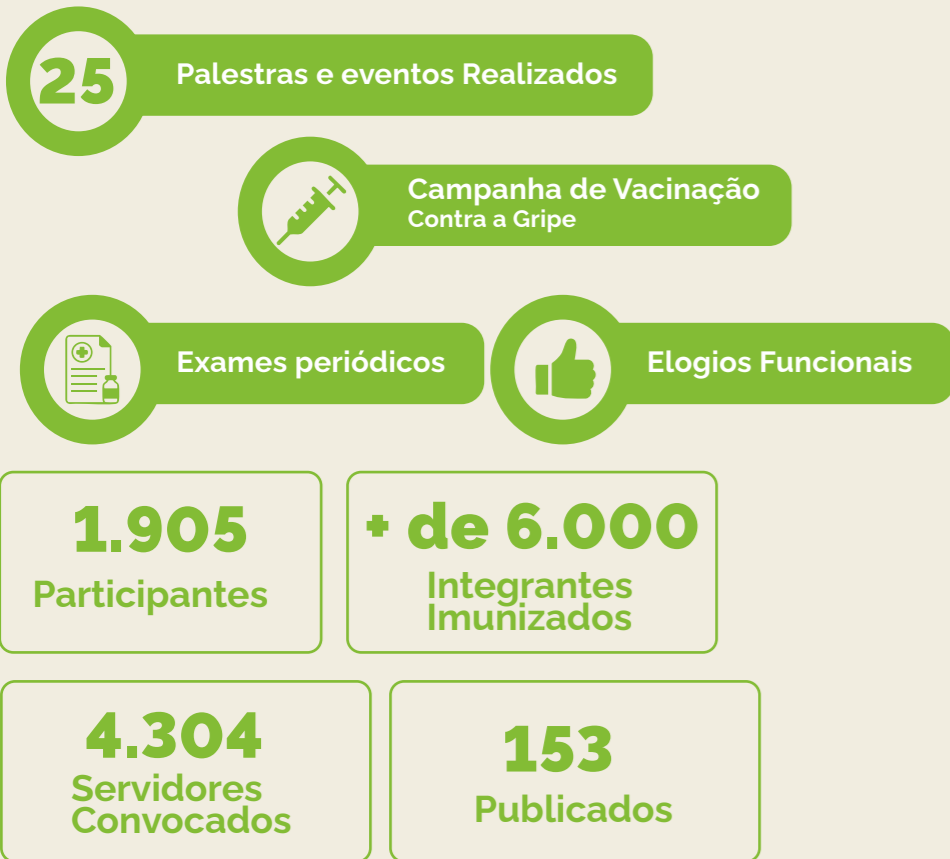 25
Palestras e eventos Realizados
Campanha de Vacinação
Contra a Gripe
Exames periódicos
Elogios Funcionais
1.905
Participantes
+ de 6.000
Integrantes
Imunizados
4.304
Servidores
Convocados
153
Publicados